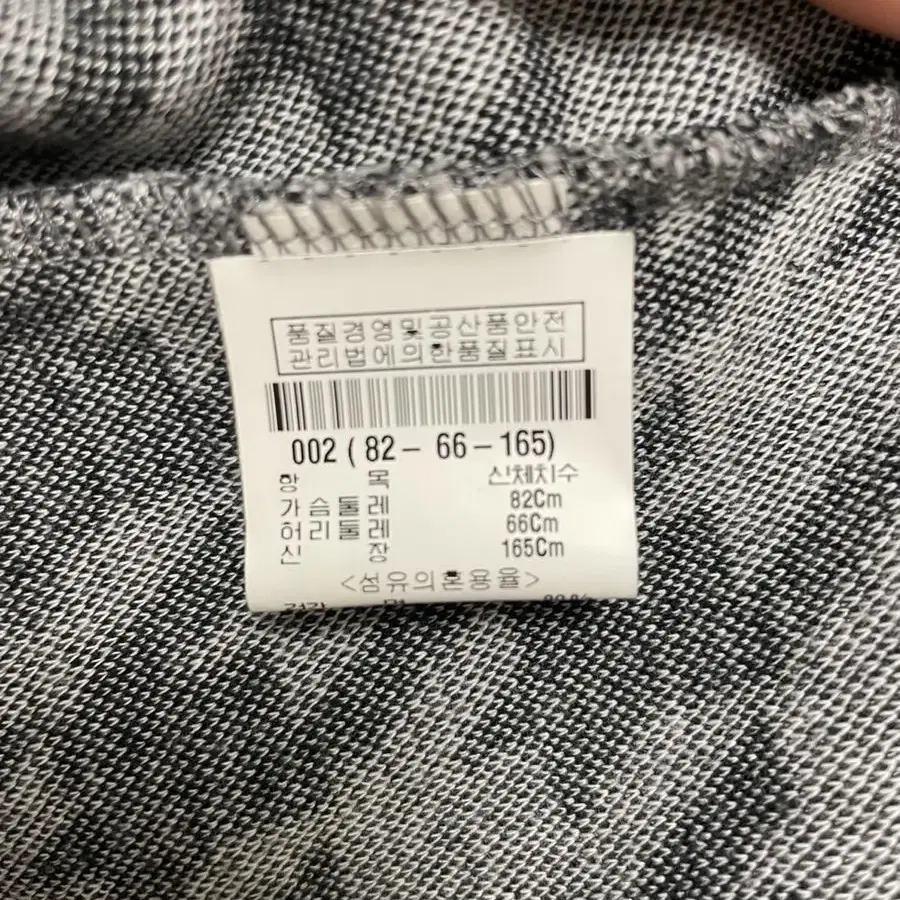 품질경영및공산품안전
관리법에의한품질표시
002 ( 82 - 66 - 165)
항 목 신체치수
가슴둘레 82Cm
허리둘레 66Cm
신 장 165Cm
<섬유의혼용율>